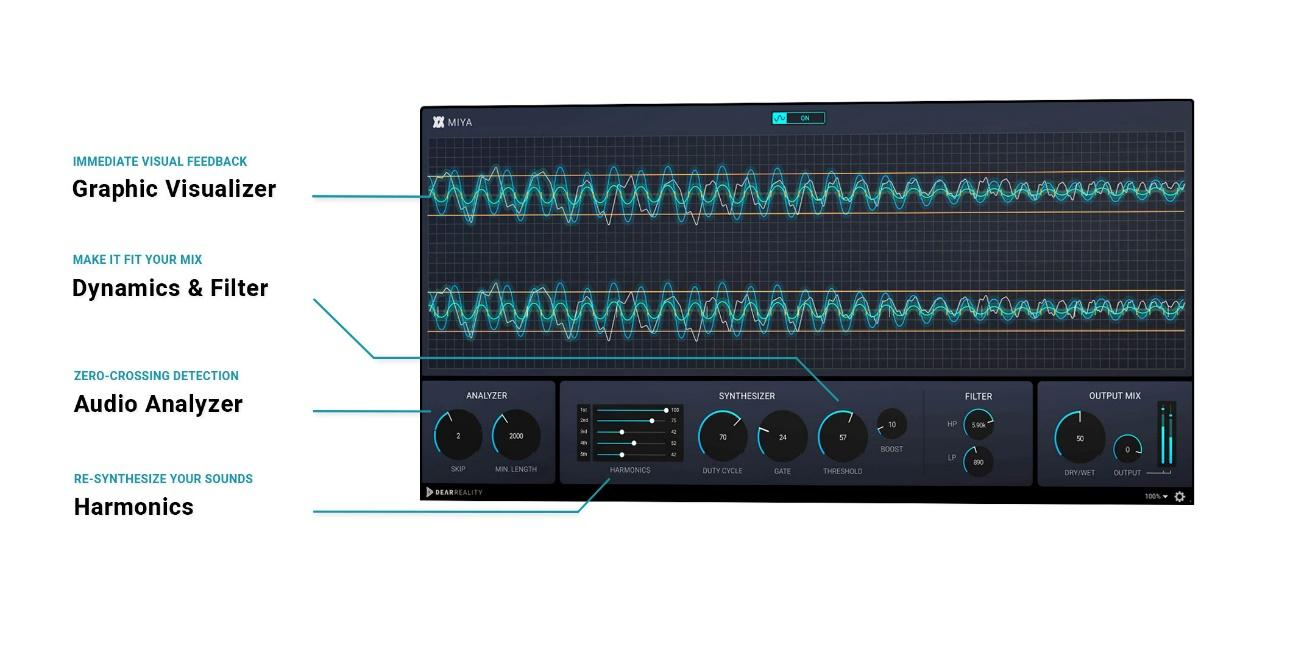 IMMEDIATE VISUAL FEEDBACK
Graphic Visualizer
MAKE IT FIT YOUR MIX
Dynamics & Filter
ZERO-CROSSING DETECTION
Audio Analyzer
RE-SYNTHESIZE YOUR SOUNDS
Harmonics
MIYA
ON
ANALYZER
2
2000
SKIP
MIN. LENGTH
SYNTHESIZER
1st 100
2nd 75
3rd 42
4th 52
5th 42
HARMONICS
70
DUTY CYCLE
24
GATE
57
THRESHOLD
10
BOOST
FILTER
HP 5.90k
LP 890
OUTPUT MIX
50
0
DRY/WET
OUTPUT
DEARREALITY
100%